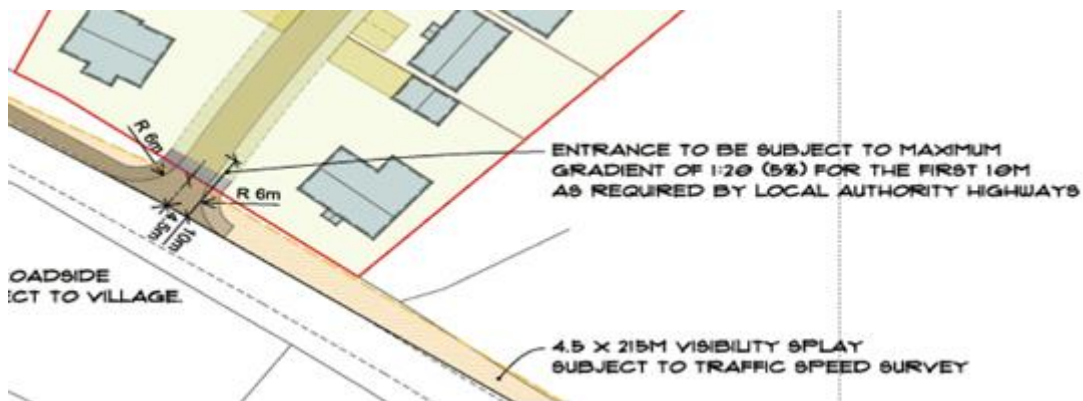 R 6m
ENTRANCE TO BE SUBJECT TO MAXIMUM
GRADIENT OF 1:20 (5%) FOR THE FIRST 10M
AS REQUIRED BY LOCAL AUTHORITY HIGHWAYS
R 6m
4.5m
10m
OADSIDE
ECT TO VILLAGE.
4.5 X 215M VISIBILITY SPLAY
SUBJECT TO TRAFFIC SPEED SURVEY